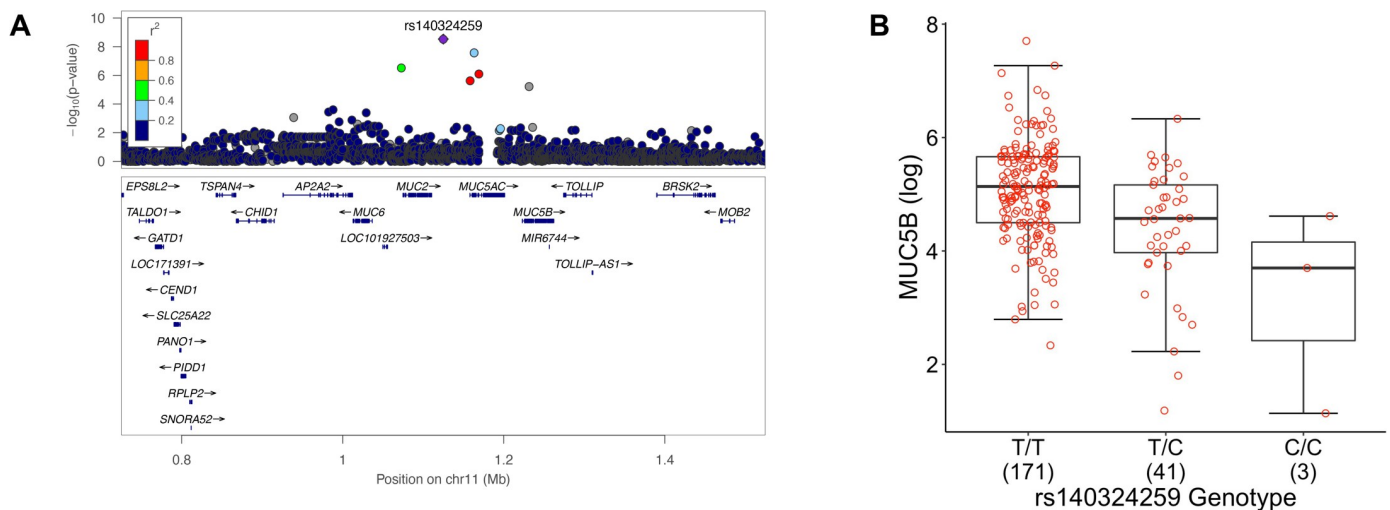 A
rs140324259
r²
0.8
0.6
0.4
0.2
10
8
6
4
2
0
−log10(p−value)
EPS8L2→ TSPAN4→ AP2A2→ MUC2→ MUC5AC→ ←TOLLIP BRSK2→
TALDO1→ ←CHID1 ←MUC6 MUC5B→ ←MOB2
←GATD1 LOC101927503→ MIR6744→
LOC171391→ TOLLIP−AS1→
←CEND1
←SLC25A22
PANO1→
←PIDD1
RPLP2→
SNORA52→
0.8 1 1.2 1.4
Position on chr11 (Mb)
B
8
6
4
2
MUC5B (log)
T/T T/C C/C
(171) (41) (3)
rs140324259 Genotype